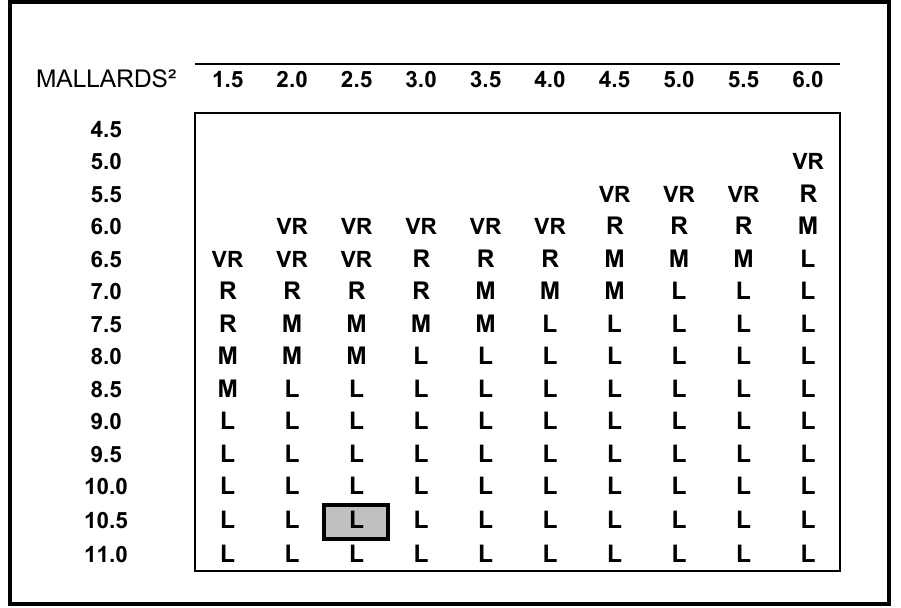 MALLARDS² 1.5 2.0 2.5 3.0 3.5 4.0 4.5 5.0 5.5 6.0
4.5
5.0 VR
5.5 VR VR VR R
6.0 VR VR VR VR VR R R R M
6.5 VR VR VR R R R M M M L
7.0 R R R R M M M L L L
7.5 R M M M M L L L L L
8.0 M M M L L L L L L L
8.5 M L L L L L L L L L
9.0 L L L L L L L L L L
9.5 L L L L L L L L L L
10.0 L L L L L L L L L L
10.5 L L L L L L L L L L
11.0 L L L L L L L L L L